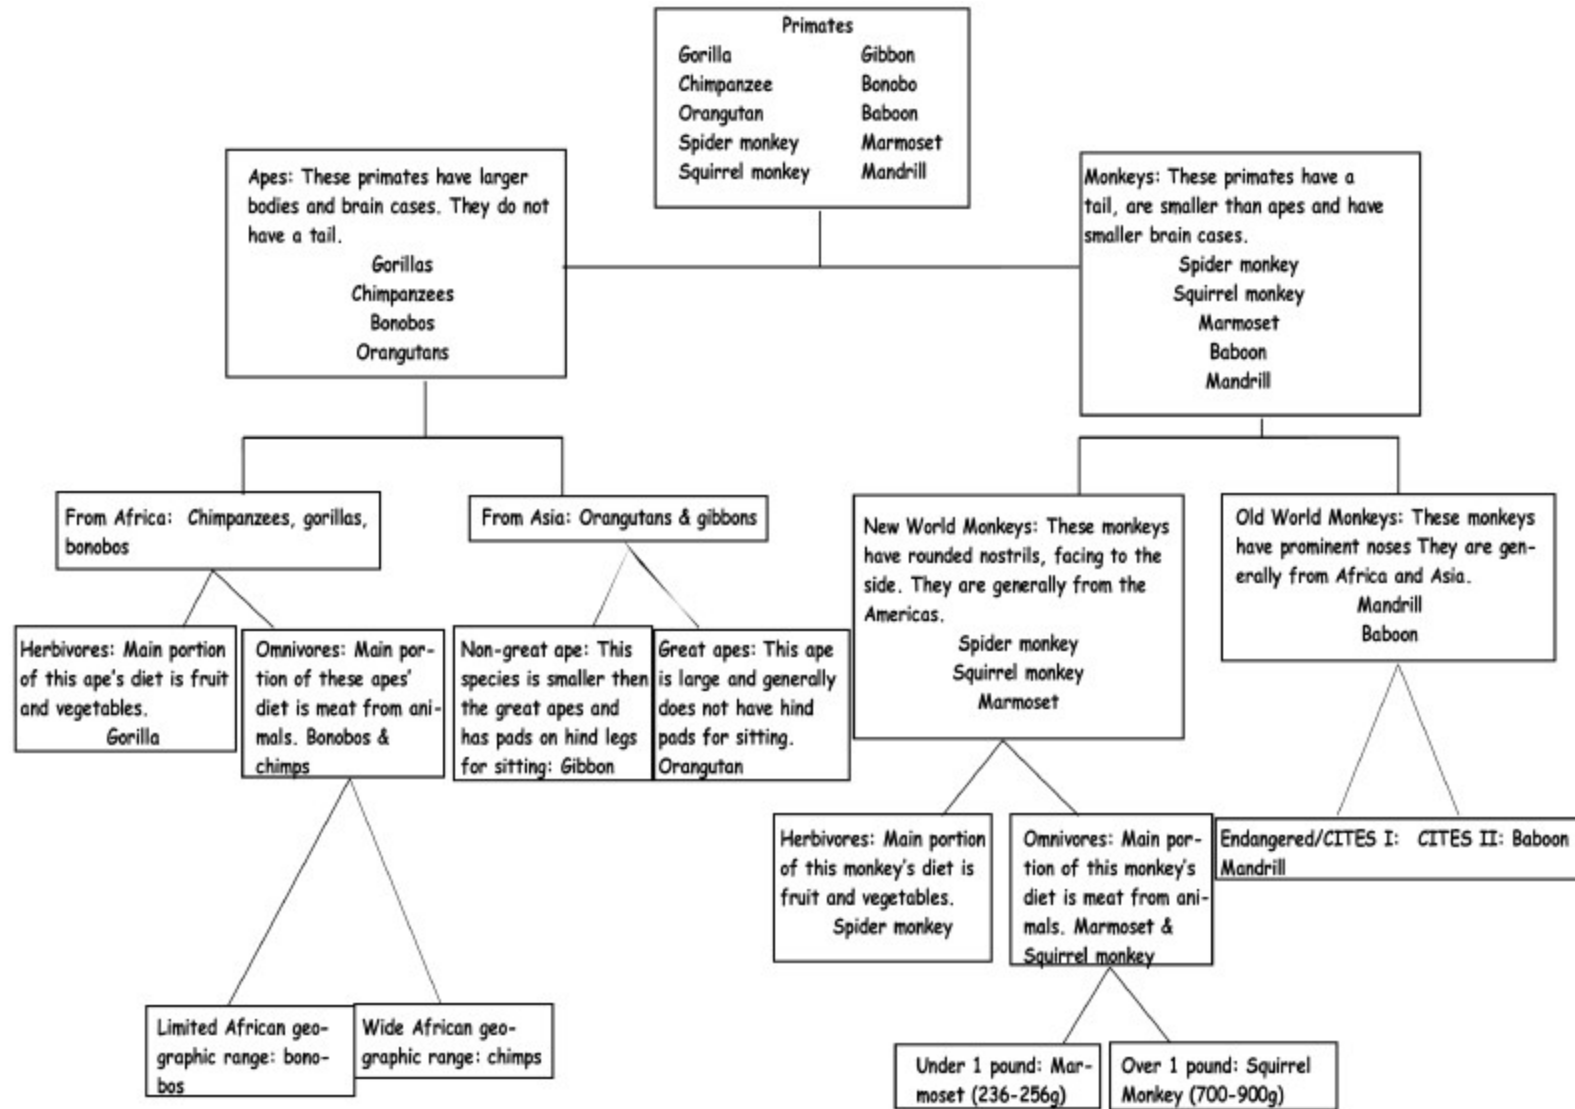 Primates
Gorilla Gibbon
Chimpanzee Bonobo
Orangutan Baboon
Spider monkey Marmoset
Squirrel monkey Mandrill
Apes: These primates have larger
bodies and brain cases. They do not
have a tail.
Gorillas
Chimpanzees
Bonobos
Orangutans
Monkeys: These primates have a
tail, are smaller than apes and have
smaller brain cases.
Spider monkey
Squirrel monkey
Marmoset
Baboon
Mandrill
From Africa: Chimpanzees, gorillas,
bonobos
From Asia: Orangutans & gibbons
New World Monkeys: These monkeys
have rounded nostrils, facing to the
side. They are generally from the
Americas.
Spider monkey
Squirrel monkey
Marmoset
Old World Monkeys: These monkeys
have prominent noses They are gen-
erally from Africa and Asia.
Mandrill
Baboon
Herbivores: Main portion
of this ape's diet is fruit
and vegetables.
Gorilla
Omnivores: Main por-
tion of these apes'
diet is meat from ani-
mals. Bonobos &
chimps
Non-great ape: This
species is smaller then
the great apes and
has pads on hind legs
for sitting: Gibbon
Great apes: This ape
is large and generally
does not have hind
pads for sitting.
Orangutan
Herbivores: Main portion
of this monkey's diet is
fruit and vegetables.
Spider monkey
Omnivores: Main por-
tion of this monkey's
diet is meat from ani-
mals. Marmoset &
Squirrel monkey
Endangered/CITES I: CITES II: Baboon
Mandrill
Limited African geo-
graphic range: bono-
bos
Wide African geo-
graphic range: chimps
Under 1 pound: Mar-
moset (236-256g)
Over 1 pound: Squirrel
Monkey (700-900g)